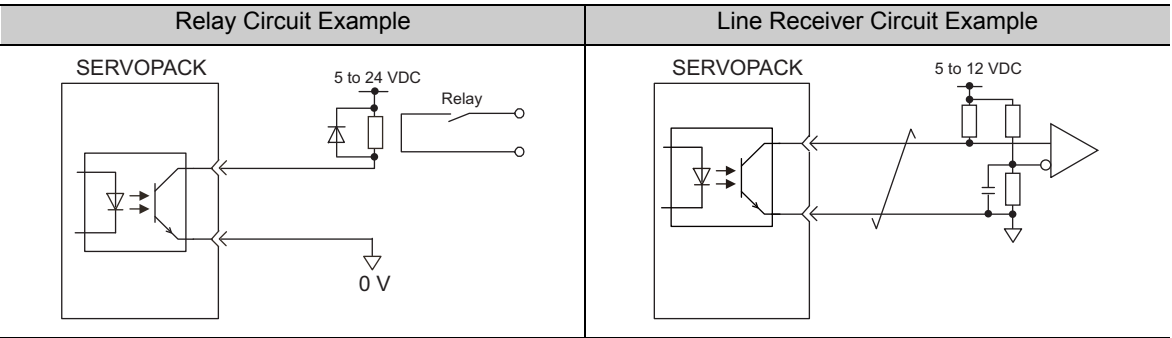 Relay Circuit Example
Line Receiver Circuit Example
SERVOPACK
5 to 24 VDC
Relay
0 V
SERVOPACK
5 to 12 VDC